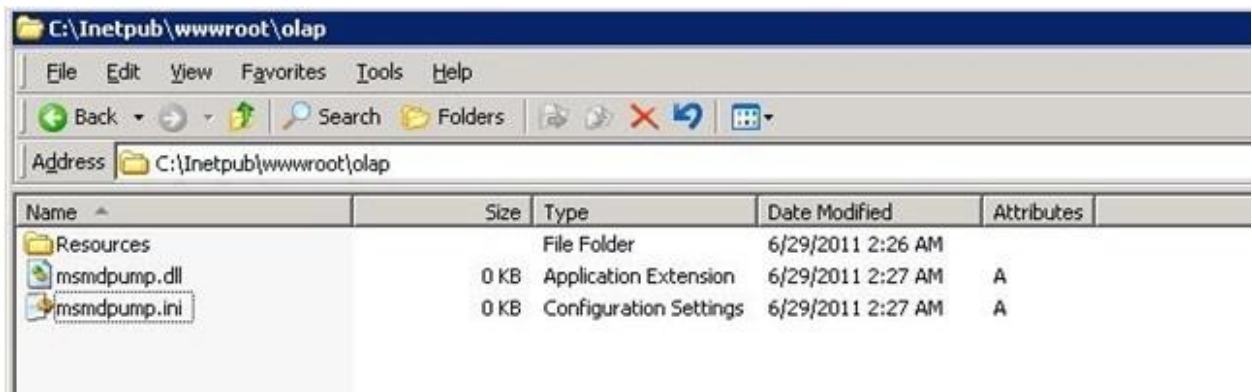 C:\Inetpub\wwwroot\olap
File Edit View Favorites Tools Help
Back Search Folders
Address C:\Inetpub\wwwroot\olap
Name Size Type Date Modified Attributes
Resources File Folder 6/29/2011 2:26 AM
msmdpump.dll 0 KB Application Extension 6/29/2011 2:27 AM A
msmdpump.ini 0 KB Configuration Settings 6/29/2011 2:27 AM A